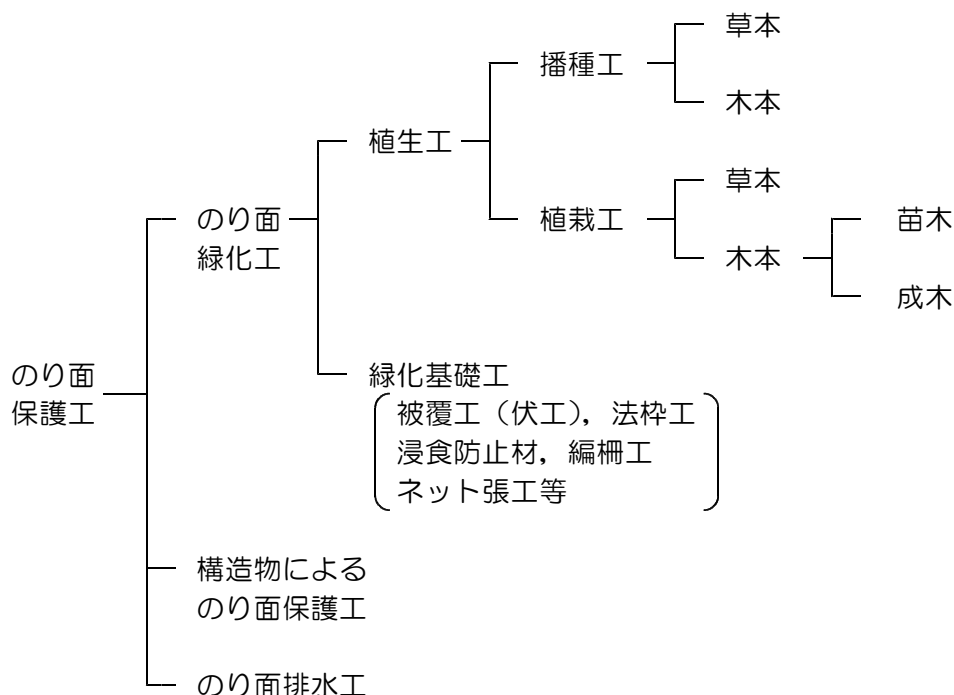 草本
播種工
木本
植生工
草本
のり面
緑化工
植栽工
木本
苗木
成木
のり面
保護工
緑化基礎工
被覆工（伏工），法枠工
浸食防止材，編柵工
ネット張工等
構造物による
のり面保護工
のり面排水工